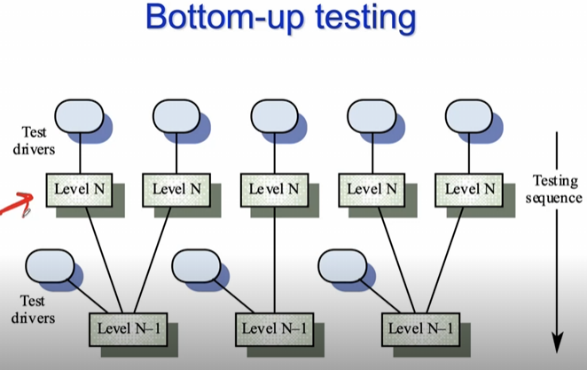 Bottom-up testing
Test
drivers
Level N
Level N
Level N
Level N
Level N
Testing
sequence
Test
drivers
Level N–1
Level N–1
Level N–1